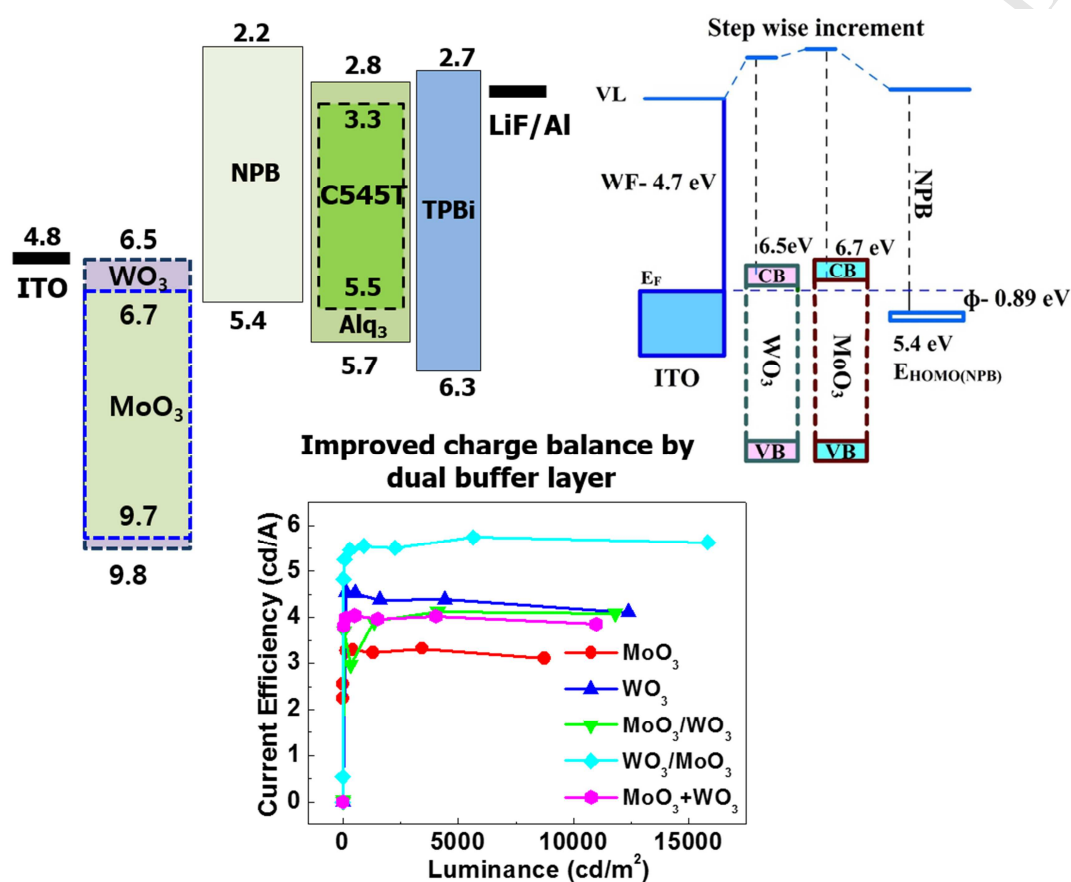 2.2
NPB
5.4
2.8
3.3
C545T
5.5
Alq₃
5.7
2.7
TPBi
6.3
LiF/Al
4.8
ITO
6.5
WO₃
6.7
MoO₃
9.7
9.8
Step wise increment
VL
WF- 4.7 eV
E_F
ITO
6.5eV
CB
WO₃
VB
6.7 eV
CB
MoO₃
VB
NPB
ϕ- 0.89 eV
5.4 eV
E_HOMO(NPB)
Improved charge balance by
dual buffer layer
Current Efficiency (cd/A)
6
5
4
3
2
1
0
MoO₃
WO₃
MoO₃/WO₃
WO₃/MoO₃
MoO₃+WO₃
0 5000 10000 15000
Luminance (cd/m²)